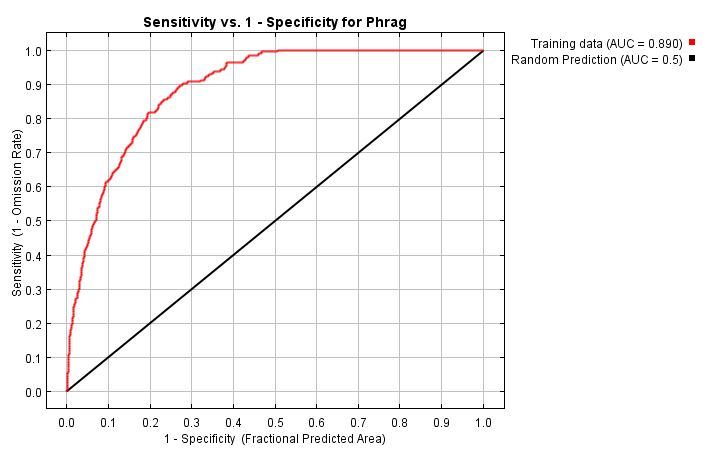 Sensitivity vs. 1 - Specificity for Phrag
Training data (AUC = 0.890)
Random Prediction (AUC = 0.5)
Sensitivity (1 - Omission Rate)
1.0
0.9
0.8
0.7
0.6
0.5
0.4
0.3
0.2
0.1
0.0
0.0 0.1 0.2 0.3 0.4 0.5 0.6 0.7 0.8 0.9 1.0
1 - Specificity (Fractional Predicted Area)